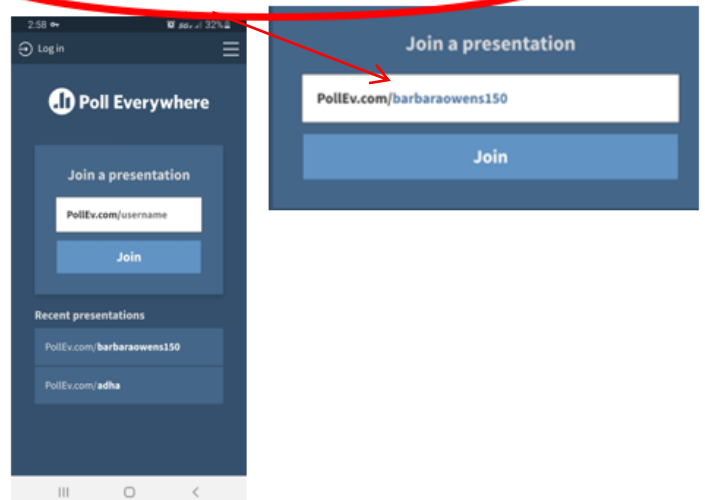 2:58 5G 32%
Log in
Poll Everywhere
Join a presentation
PollEv.com/username
Join
Recent presentations
PollEv.com/barbaraowens150
PollEv.com/adha
Join a presentation
PollEv.com/barbaraowens150
Join